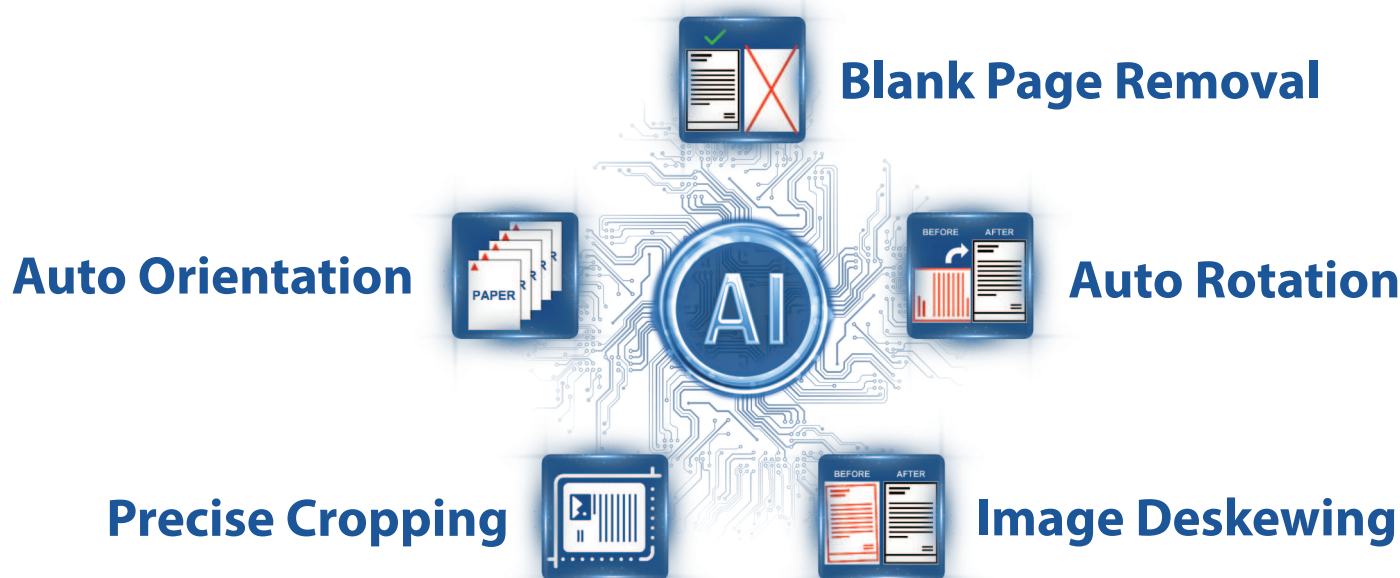 Blank Page Removal
Auto Orientation
PAPER
R
R
R
R
AI
BEFORE AFTER
Auto Rotation
Precise Cropping
BEFORE AFTER
Image Deskewing